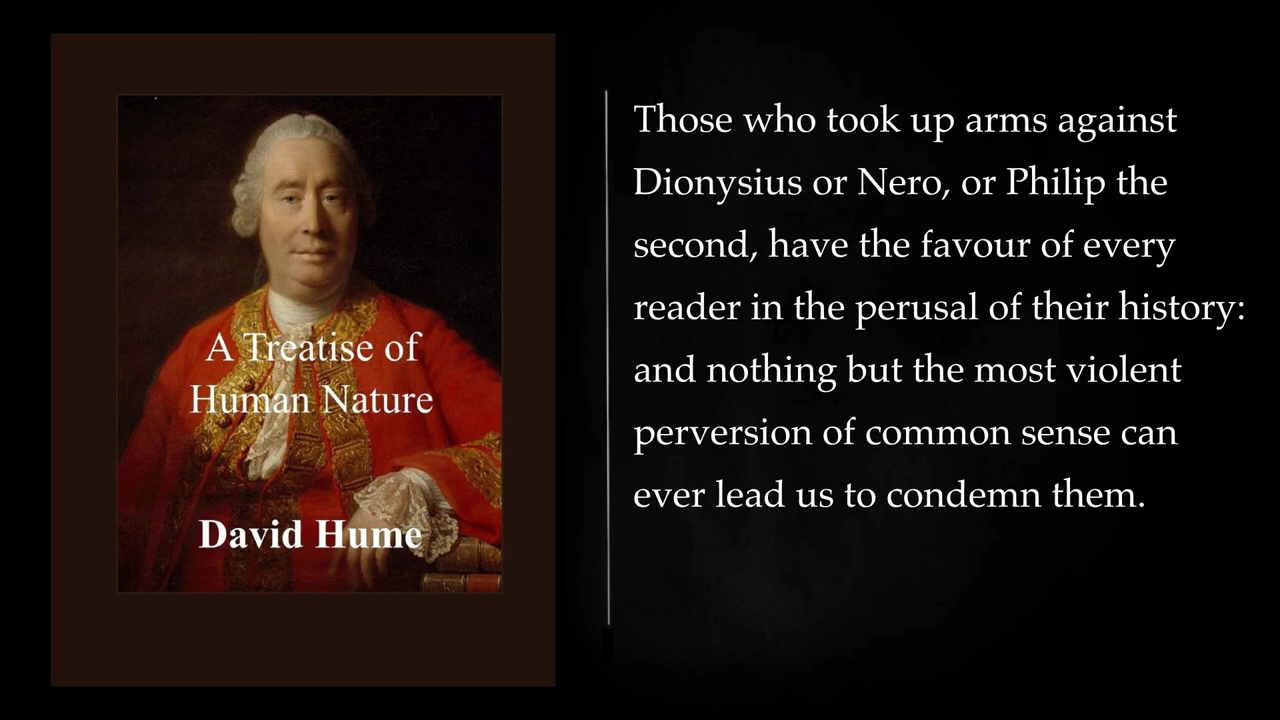 A Treatise of
Human Nature
David Hume
Those who took up arms against
Dionysius or Nero, or Philip the
second, have the favour of every
reader in the perusal of their history:
and nothing but the most violent
perversion of common sense can
ever lead us to condemn them.